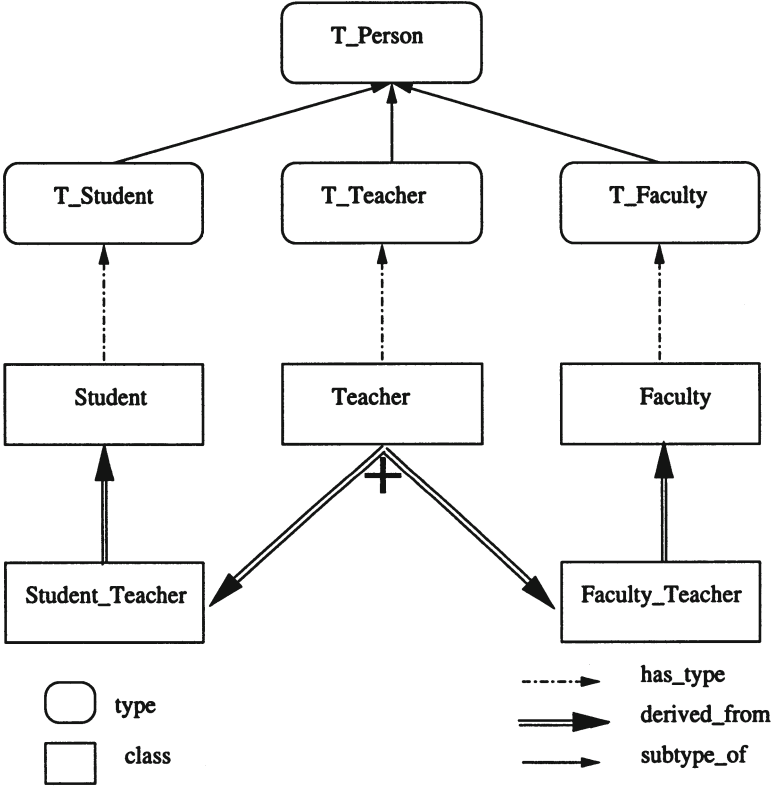 T_Person
T_Student
T_Teacher
T_Faculty
Student
Teacher
Faculty
+
Student_Teacher
Faculty_Teacher
type
class
has_type
derived_from
subtype_of